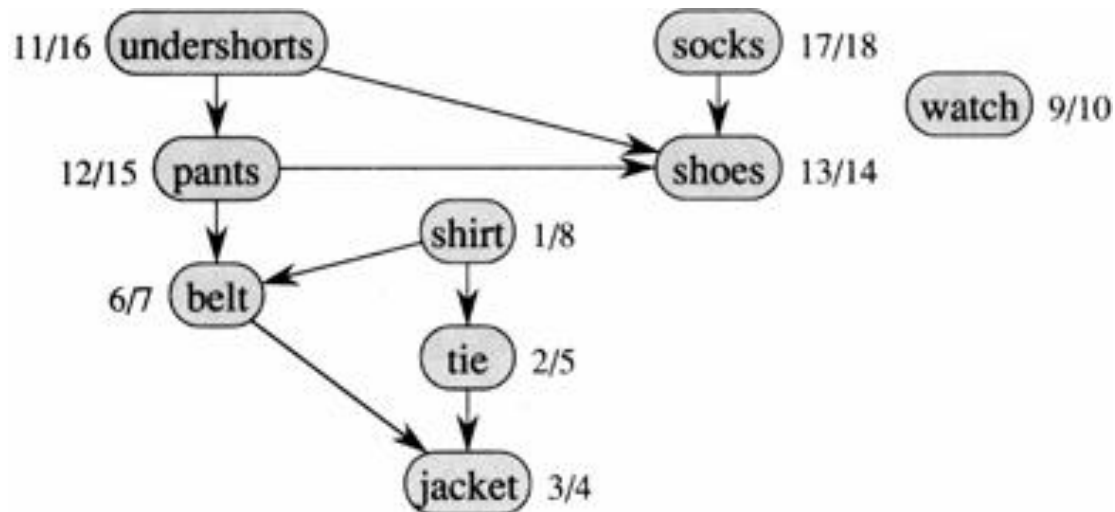 11/16 undershorts
socks 17/18
watch 9/10
12/15 pants
shoes 13/14
shirt 1/8
6/7 belt
tie 2/5
jacket 3/4